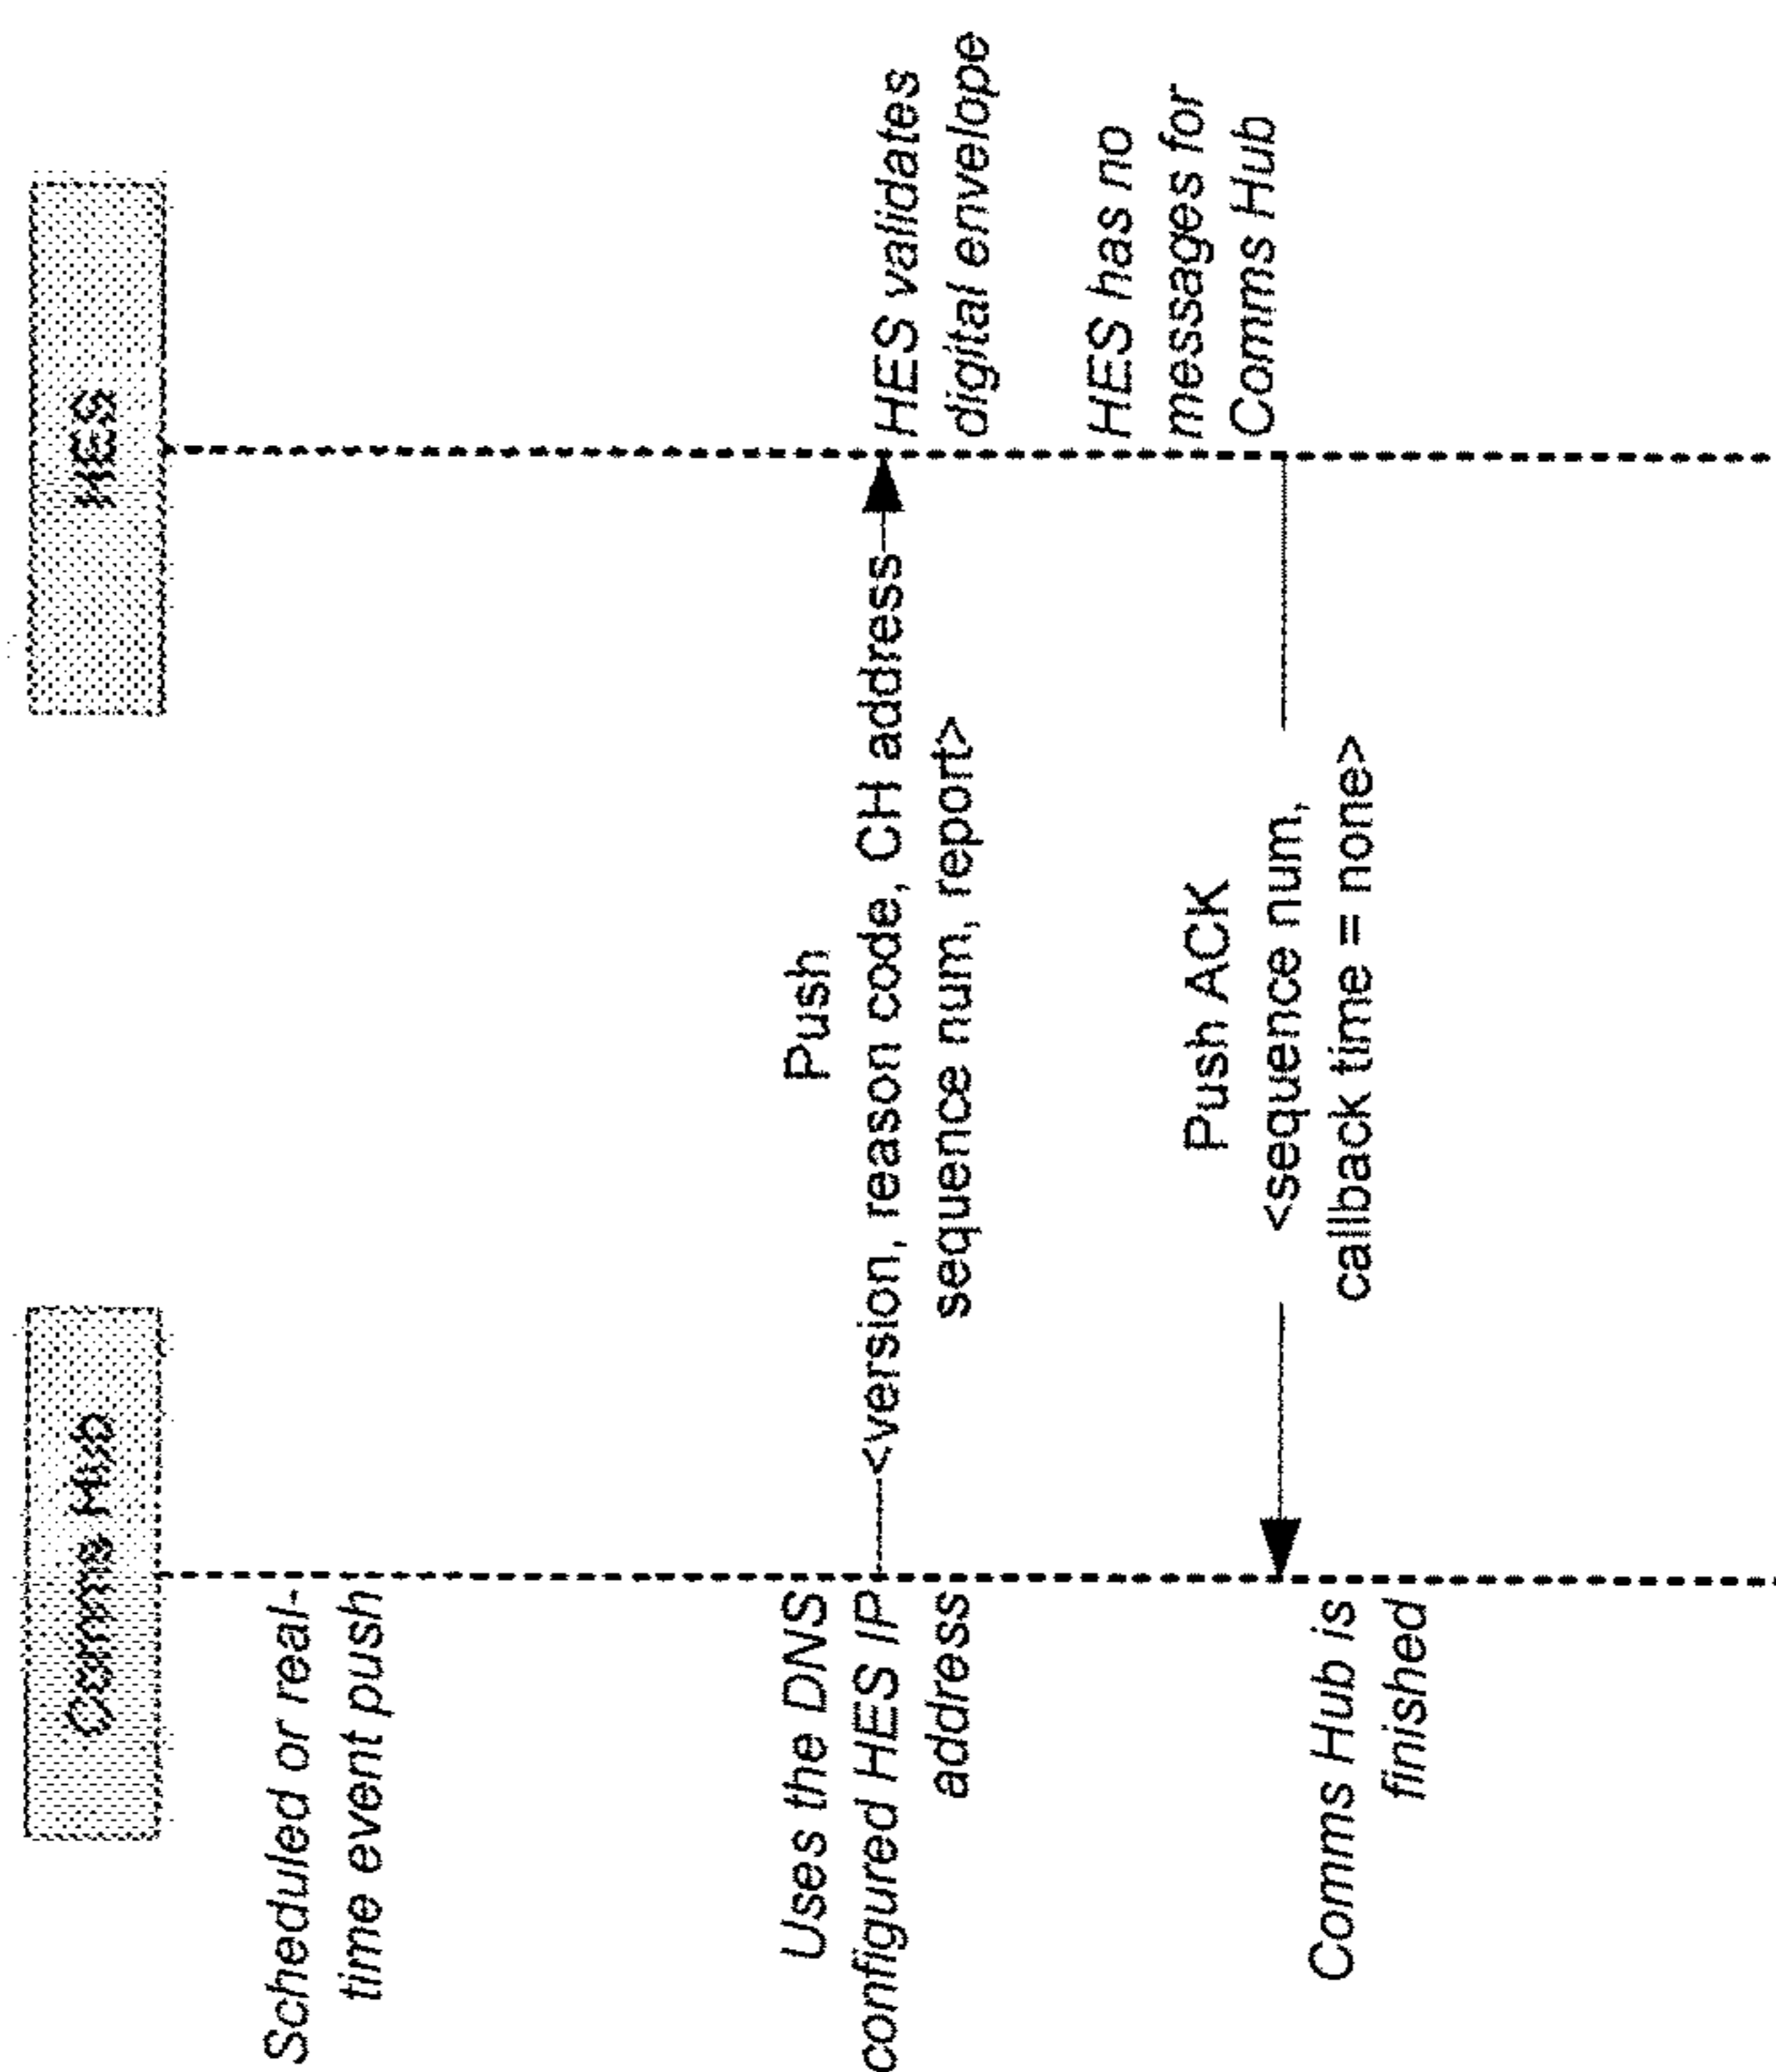 Comms Hub
HES
Scheduled or real-
time event push
Uses the DNS
configured HES IP
address
Push
<version, reason code, CH address
sequence num, report>
HES validates
digital envelope
HES has no
messages for
Comms Hub
Push ACK
<sequence num,
callback time = none>
Comms Hub is
finished